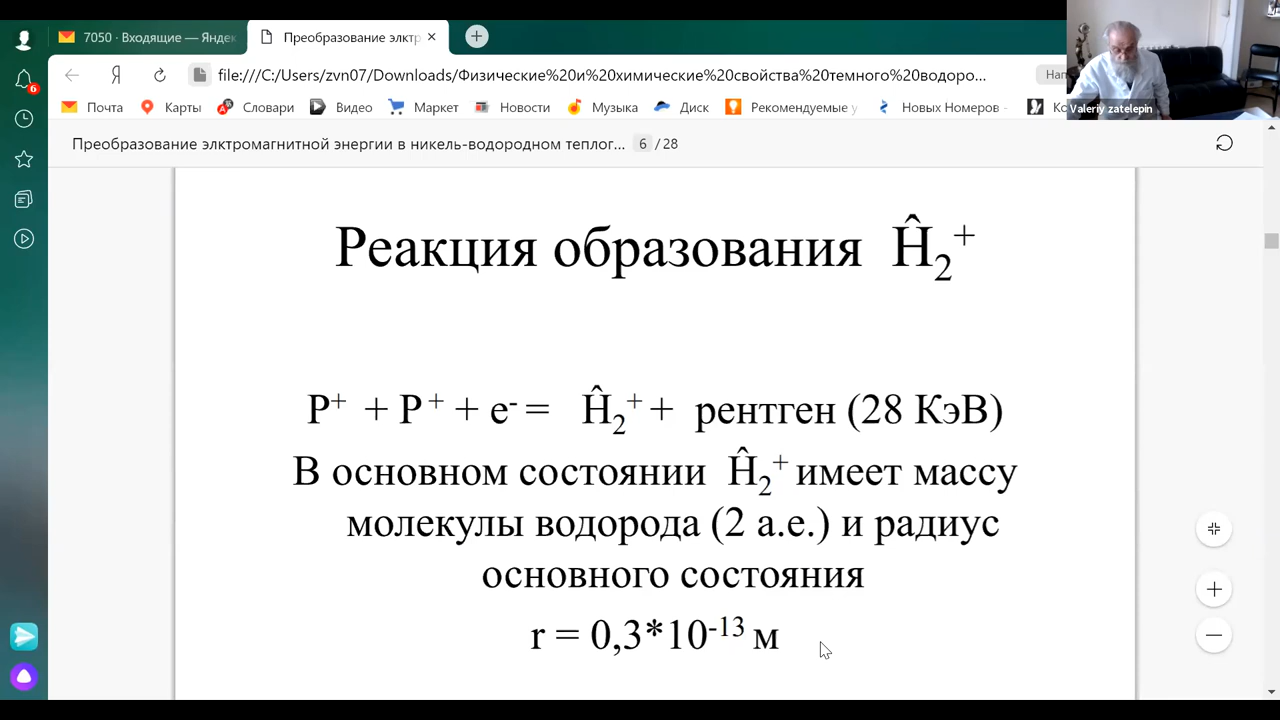 7050 · Входящие — Яндек
Преобразование элктр
file:///C:/Users/zvn07/Downloads/Физические%20и%20химические%20свойства%20темного%20водоро...
Нап
Valeriy zatelepin
Почта
Карты
Словари
Видео
Маркет
Новости
Музыка
Диск
Рекомендуемые у
Новых Номеров -
6
Преобразование элктромагнитной энергии в никель-водородном теплог... 6 / 28
Реакция образования Ĥ₂⁺
P⁺ + P⁺ + e⁻ = Ĥ₂⁺ + рентген (28 КэВ)
В основном состоянии Ĥ₂⁺ имеет массу
молекулы водорода (2 а.е.) и радиус
основного состояния
r = 0,3*10⁻¹³ м